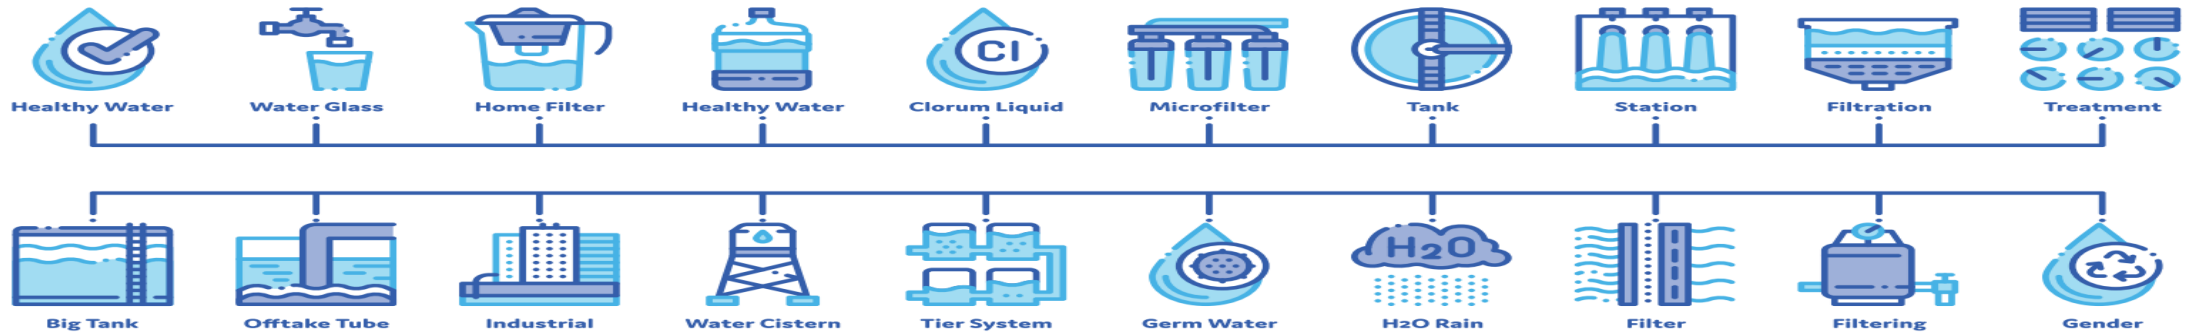 Cl
Healthy Water
Water Glass
Home Filter
Healthy Water
Clorum Liquid
Microfilter
Tank
Station
Filtration
Treatment
H2O
Big Tank
Offtake Tube
Industrial
Water Cistern
Tier System
Germ Water
H2O Rain
Filter
Filtering
Gender